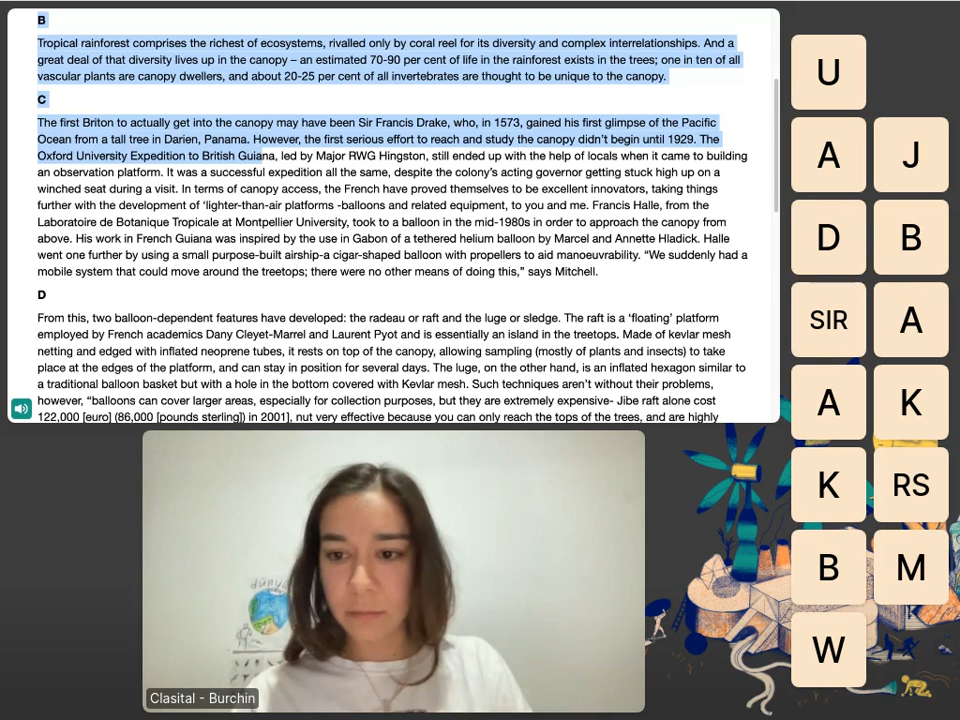 B
Tropical rainforest comprises the richest of ecosystems, rivalled only by coral reel for its diversity and complex interrelationships. And a
great deal of that diversity lives up in the canopy – an estimated 70-90 per cent of life in the rainforest exists in the trees; one in ten of all
vascular plants are canopy dwellers, and about 20-25 per cent of all invertebrates are thought to be unique to the canopy.
C
The first Briton to actually get into the canopy may have been Sir Francis Drake, who, in 1573, gained his first glimpse of the Pacific
Ocean from a tall tree in Darien, Panama. However, the first serious effort to reach and study the canopy didn’t begin until 1929. The
Oxford University Expedition to British Guiana, led by Major RWG Hingston, still ended up with the help of locals when it came to building
an observation platform. It was a successful expedition all the same, despite the colony’s acting governor getting stuck high up on a
winched seat during a visit. In terms of canopy access, the French have proved themselves to be excellent innovators, taking things
further with the development of ‘lighter-than-air platforms -balloons and related equipment, to you and me. Francis Halle, from the
Laboratoire de Botanique Tropicale at Montpellier University, took to a balloon in the mid-1980s in order to approach the canopy from
above. His work in French Guiana was inspired by the use in Gabon of a tethered helium balloon by Marcel and Annette Hladick. Halle
went one further by using a small purpose-built airship-a cigar-shaped balloon with propellers to aid manoeuvrability. “We suddenly had a
mobile system that could move around the treetops; there were no other means of doing this,” says Mitchell.
D
From this, two balloon-dependent features have developed: the radeau or raft and the luge or sledge. The raft is a ‘floating’ platform
employed by French academics Dany Cleyet-Marrel and Laurent Pyot and is essentially an island in the treetops. Made of kevlar mesh
netting and edged with inflated neoprene tubes, it rests on top of the canopy, allowing sampling (mostly of plants and insects) to take
place at the edges of the platform, and can stay in position for several days. The luge, on the other hand, is an inflated hexagon similar to
a traditional balloon basket but with a hole in the bottom covered with Kevlar mesh. Such techniques aren’t without their problems,
however, “balloons can cover larger areas, especially for collection purposes, but they are extremely expensive- Jibe raft alone cost
122,000 [euro] (86,000 [pounds sterling]) in 2001], nut very effective because you can only reach the tops of the trees, and are highly
U
A J
D B
SIR A
A K
K RS
B M
W
düny
Clasital - Burchin